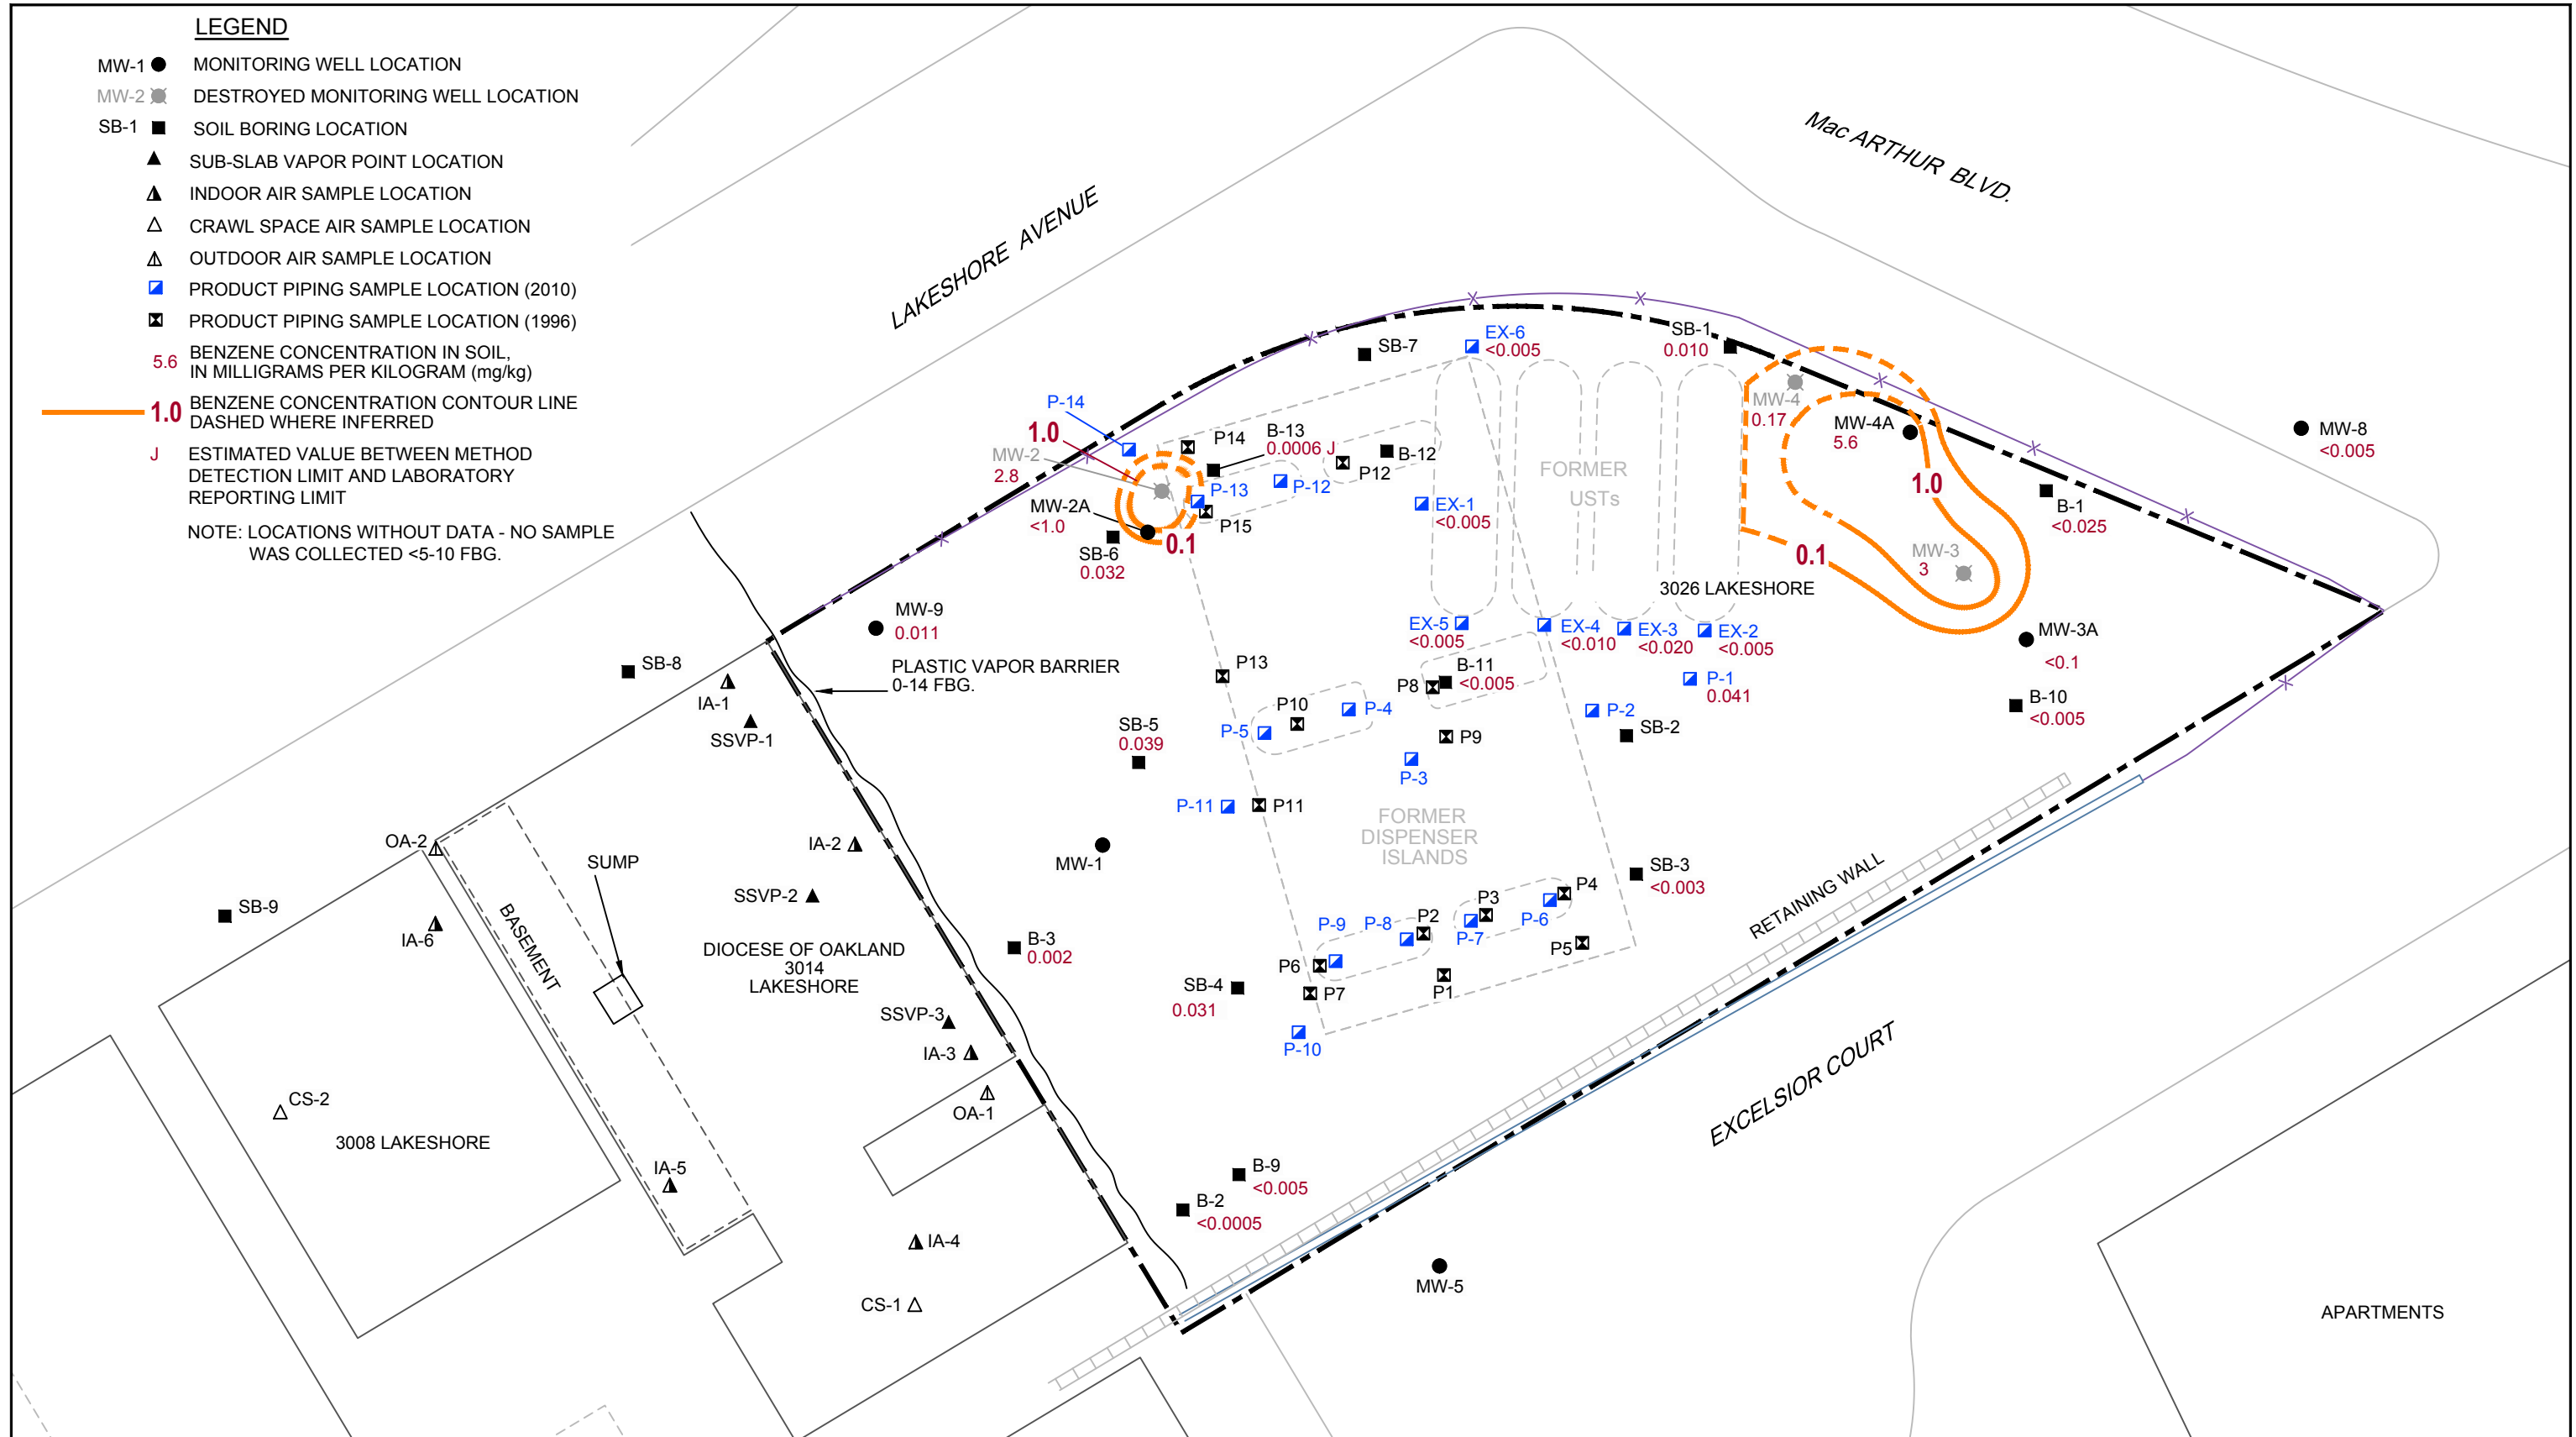 LEGEND
MW-1 MONITORING WELL LOCATION
MW-2 DESTROYED MONITORING WELL LOCATION
SB-1 SOIL BORING LOCATION
SUB-SLAB VAPOR POINT LOCATION
INDOOR AIR SAMPLE LOCATION
CRAWL SPACE AIR SAMPLE LOCATION
OUTDOOR AIR SAMPLE LOCATION
PRODUCT PIPING SAMPLE LOCATION (2010)
PRODUCT PIPING SAMPLE LOCATION (1996)
5.6 BENZENE CONCENTRATION IN SOIL,
IN MILLIGRAMS PER KILOGRAM (mg/kg)
1.0 BENZENE CONCENTRATION CONTOUR LINE
DASHED WHERE INFERRED
J ESTIMATED VALUE BETWEEN METHOD
DETECTION LIMIT AND LABORATORY
REPORTING LIMIT
NOTE: LOCATIONS WITHOUT DATA - NO SAMPLE
WAS COLLECTED <5-10 FBG.
LAKESHORE AVENUE
Mac ARTHUR BLVD.
EX-6
<0.005
SB-7
SB-1
0.010
MW-4
0.17
MW-4A
5.6
MW-8
<0.005
P-14
1.0
MW-2
2.8
P14
B-13
0.0006 J
B-12
P12
P-13
P-12
P15
MW-2A
<1.0
SB-6
0.032
0.1
EX-1
<0.005
FORMER
USTs
1.0
B-1
<0.025
0.1
MW-3
3
3026 LAKESHORE
MW-9
0.011
EX-5
<0.005
EX-4
<0.010
EX-3
<0.020
EX-2
<0.005
MW-3A
<0.1
SB-8
IA-1
SSVP-1
PLASTIC VAPOR BARRIER
0-14 FBG.
P13
P8
B-11
<0.005
P-1
0.041
B-10
<0.005
SB-5
0.039
P10
P-5
P-4
P9
P-3
P-2
SB-2
P-11
P11
FORMER
DISPENSER
ISLANDS
OA-2
SUMP
IA-2
MW-1
SSVP-2
SB-3
<0.003
RETAINING WALL
SB-9
IA-6
BASEMENT
DIOCESE OF OAKLAND
3014
LAKESHORE
B-3
0.002
P-9
P-8
P2
P3
P-7
P4
P-6
P5
P6
P7
P1
SB-4
0.031
P-10
SSVP-3
IA-3
OA-1
EXCELSIOR COURT
CS-2
3008 LAKESHORE
IA-5
B-9
<0.005
B-2
<0.0005
IA-4
CS-1
MW-5
APARTMENTS